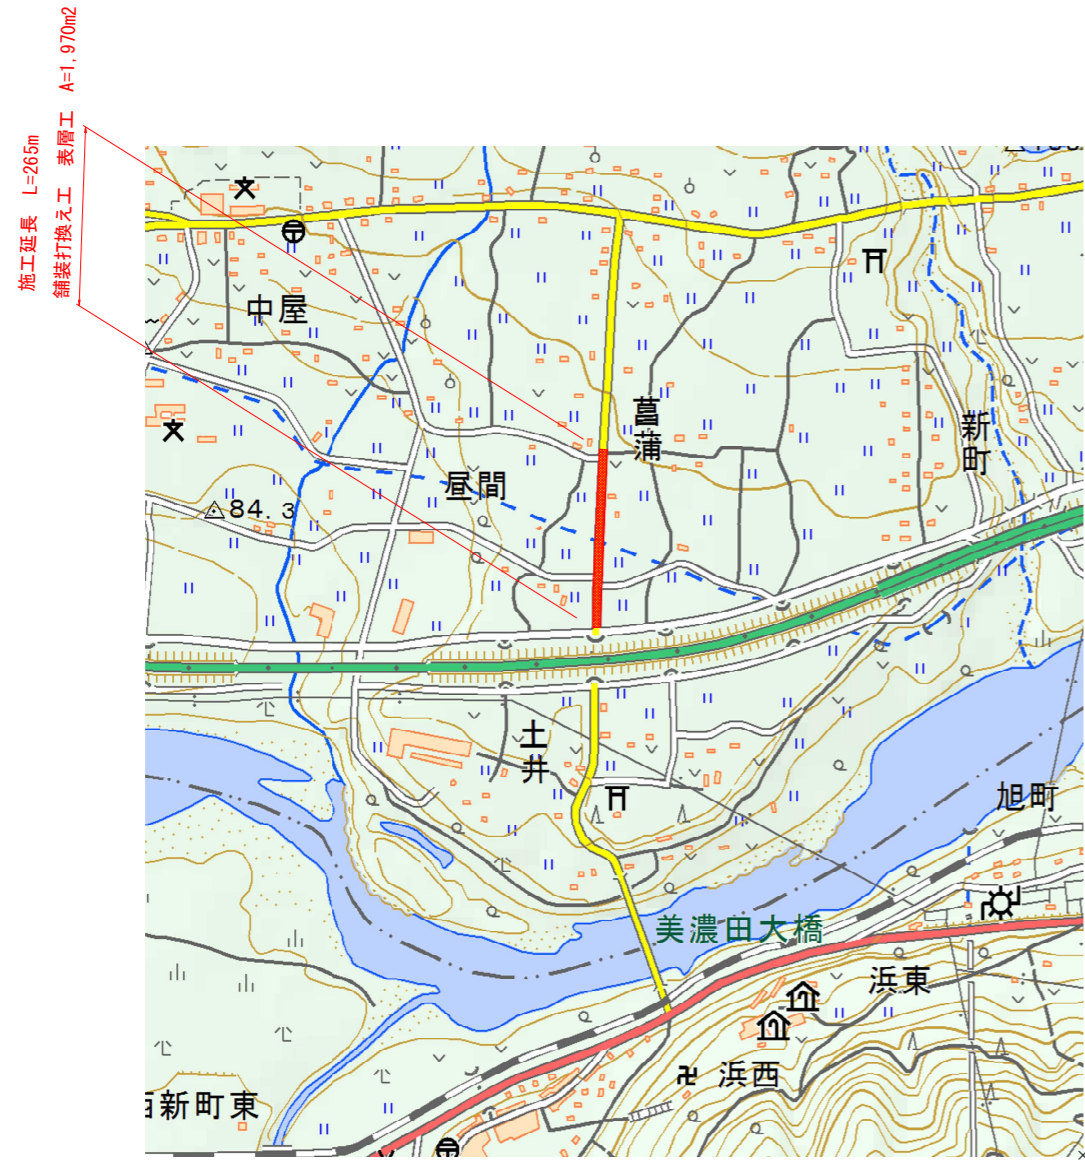 施工延長 L=265m
舗装打換え工 表層工 A=1,970m2
中屋
菖蒲
新町
昼間
84.3
土井
旭町
美濃田大橋
浜東
浜西
新町東